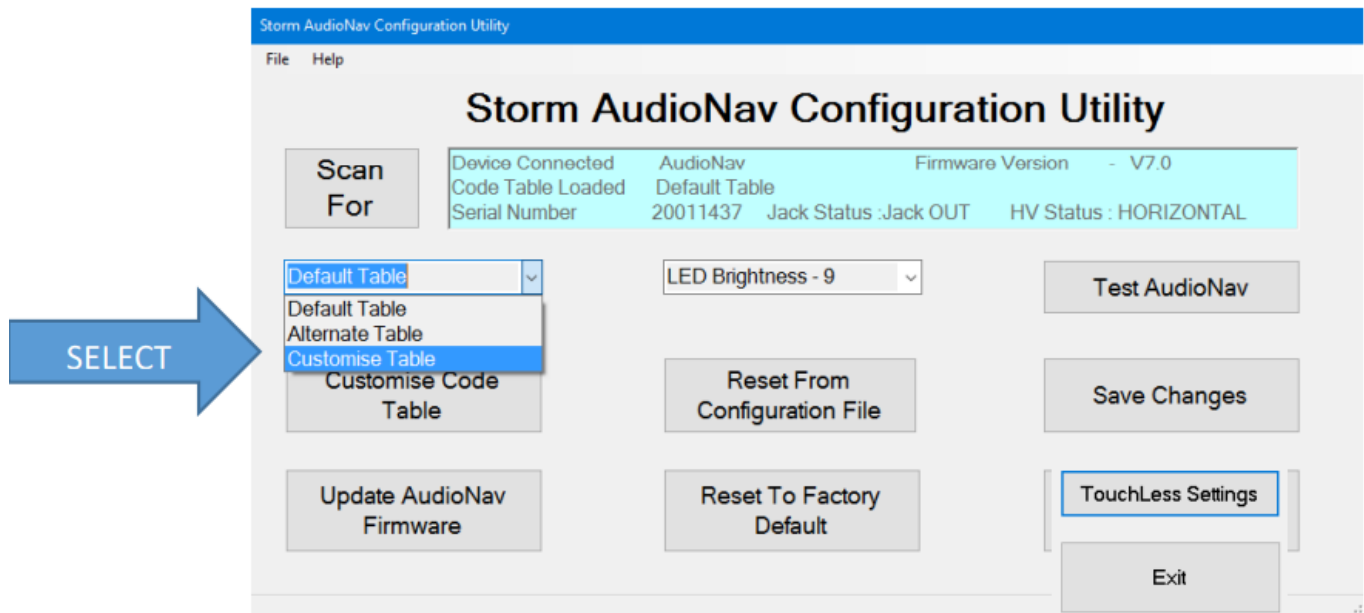 Storm AudioNav Configuration Utility
File Help
Storm AudioNav Configuration Utility
Scan For
Device Connected AudioNav Firmware Version - V7.0
Code Table Loaded Default Table
Serial Number 20011437 Jack Status :Jack OUT HV Status : HORIZONTAL
Default Table
LED Brightness - 9
Test AudioNav
Default Table
Alternate Table
Customise Table
SELECT
Customise Code
Table
Reset From
Configuration File
Save Changes
Update AudioNav
Firmware
Reset To Factory
Default
TouchLess Settings
Exit